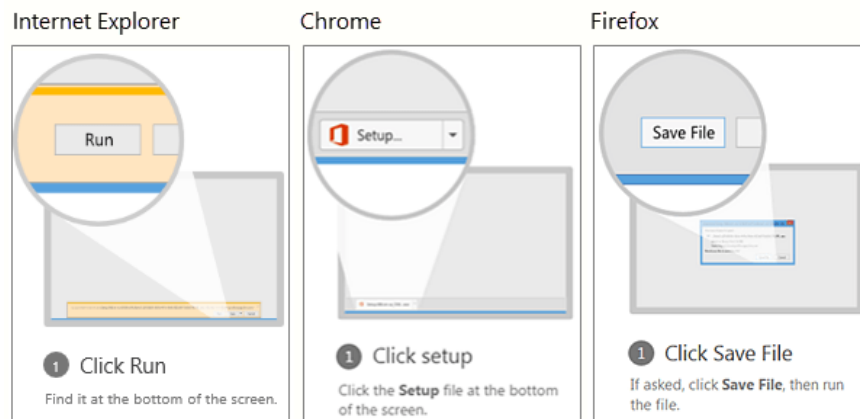 Internet Explorer
Run
1 Click Run
Find it at the bottom of the screen.
Chrome
Setup...
1 Click setup
Click the Setup file at the bottom
of the screen.
Firefox
Save File
1 Click Save File
If asked, click Save File, then run
the file.